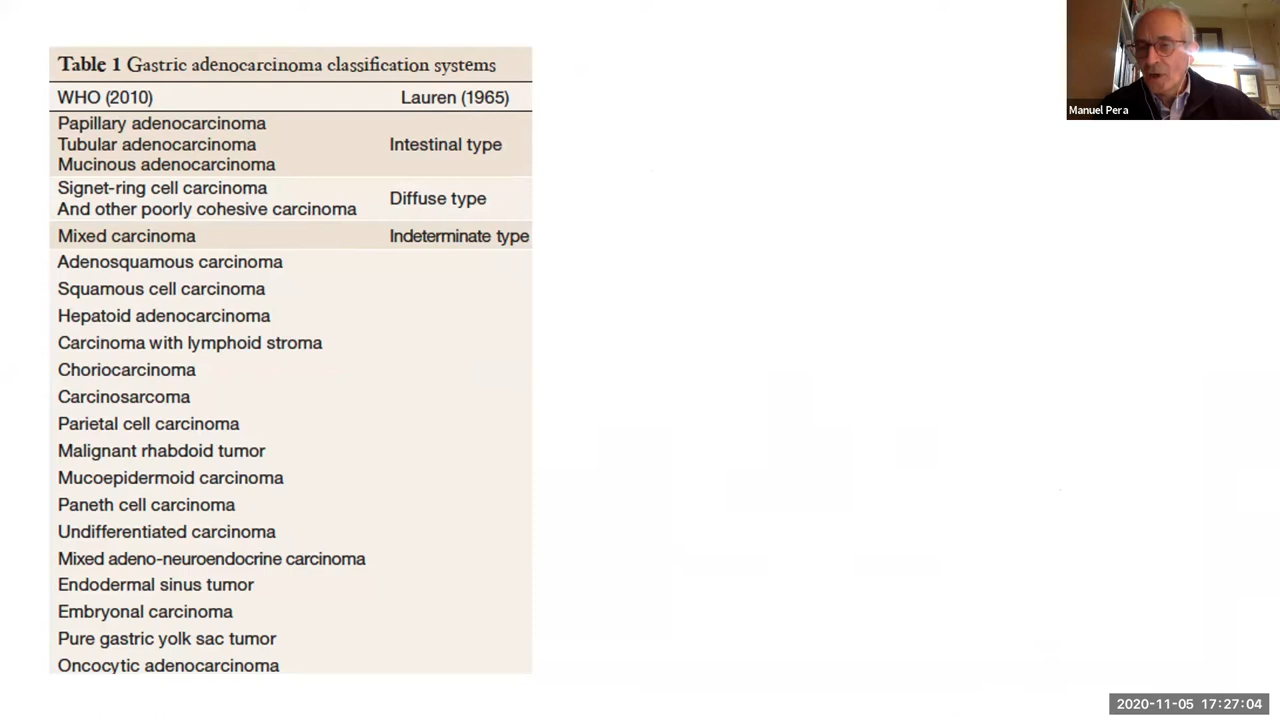 Table 1 Gastric adenocarcinoma classification systems
WHO (2010) Lauren (1965)
Papillary adenocarcinoma
Tubular adenocarcinoma Intestinal type
Mucinous adenocarcinoma
Signet-ring cell carcinoma
Diffuse type
And other poorly cohesive carcinoma
Mixed carcinoma Indeterminate type
Adenosquamous carcinoma
Squamous cell carcinoma
Hepatoid adenocarcinoma
Carcinoma with lymphoid stroma
Choriocarcinoma
Carcinosarcoma
Parietal cell carcinoma
Malignant rhabdoid tumor
Mucoepidermoid carcinoma
Paneth cell carcinoma
Undifferentiated carcinoma
Mixed adeno-neuroendocrine carcinoma
Endodermal sinus tumor
Embryonal carcinoma
Pure gastric yolk sac tumor
Oncocytic adenocarcinoma
Manuel Pera
2020-11-05 17:27:04